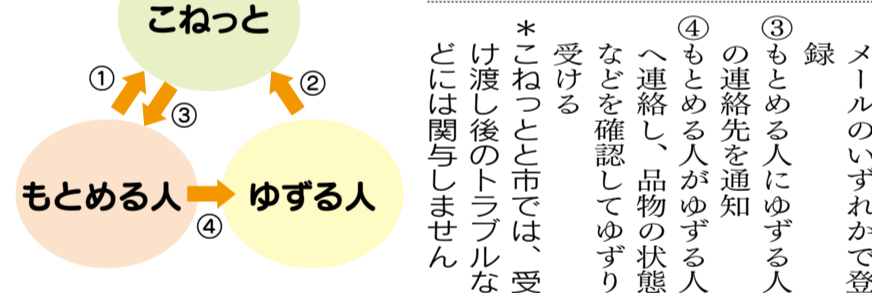 こねっと
①
②
③
もとめる人
ゆずる人
④
メールのいずれかで登
録
③もとめる人にゆずる人
の連絡先を通知
④もとめる人がゆずる人
へ連絡し、品物の状態
などを確認してゆずり
受ける
＊こねっとと市では、受
け渡し後のトラブルな
どには関与しません